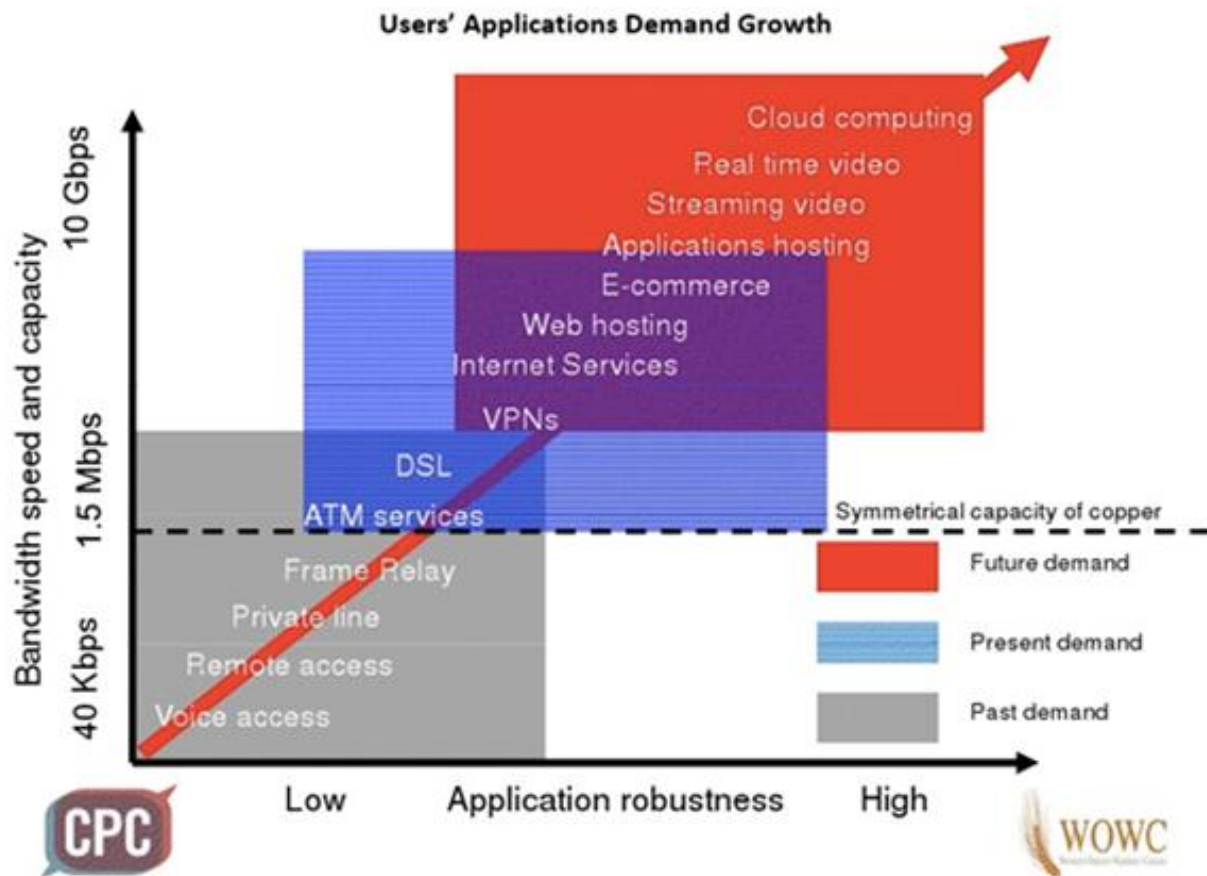 Users' Applications Demand Growth
Cloud computing
Real time video
Streaming video
Applications hosting
E-commerce
Web hosting
Internet Services
VPNs
DSL
ATM services
Frame Relay
Private line
Remote access
Voice access
Bandwidth speed and capacity
10 Gbps
1.5 Mbps
40 Kbps
Symmetrical capacity of copper
Future demand
Present demand
Past demand
Low
Application robustness
High
CPC
WOWC